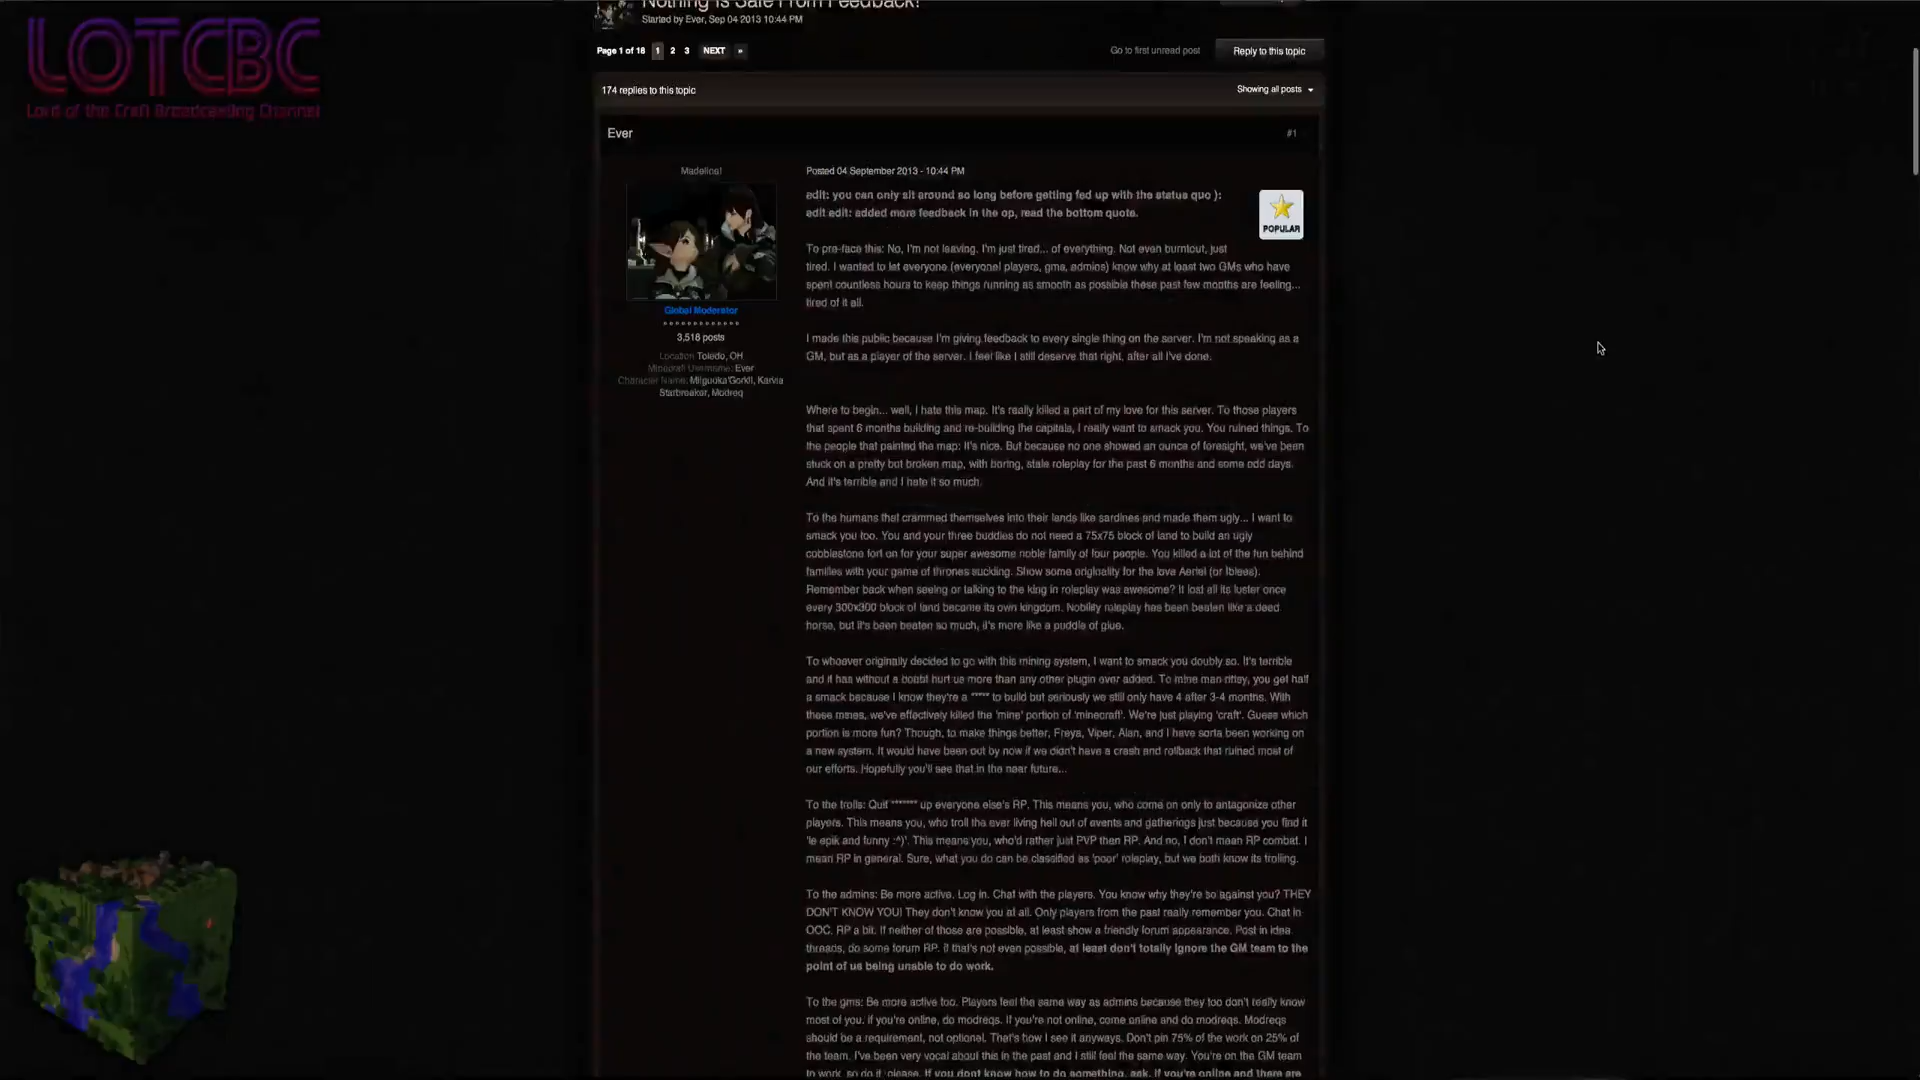 LOTCBC
Lord of the Craft Broadcasting Channel
Nothing Is Safe From Feedback!
Started by Ever, Sep 04 2013 10:44 PM
Page 1 of 18 1 2 3 NEXT »
Go to first unread post
Reply to this topic
174 replies to this topic
Showing all posts
Ever
#1
Madelios!
Global Moderator
3,518 posts
Location: Toledo, OH
Minecraft Username: Ever
Character Name: Milguoka'Gorkil, Karvia
Starbreaker, Modreq
Posted 04 September 2013 - 10:44 PM
POPULAR
edit: you can only sit around so long before getting fed up with the status quo ):
edit edit: added more feedback in the op, read the bottom quote.
To pre-face this: No, I'm not leaving. I'm just tired... of everything. Not even burntout, just
tired. I wanted to let everyone (everyone! players, gms, admins) know why at least two GMs who have
spent countless hours to keep things running as smooth as possible these past few months are feeling...
tired of it all.
I made this public because I'm giving feedback to every single thing on the server. I'm not speaking as a
GM, but as a player of the server. I feel like I still deserve that right, after all I've done.
Where to begin... well, I hate this map. It's really killed a part of my love for this server. To those players
that spent 6 months building and re-building the capitals, I really want to smack you. You ruined things. To
the people that painted the map: It's nice. But because no one showed an ounce of foresight, we've been
stuck on a pretty but broken map, with boring, stale roleplay for the past 6 months and some odd days.
And it's terrible and I hate it so much.
To the humans that crammed themselves into their lands like sardines and made them ugly... I want to
smack you too. You and your three buddies do not need a 75x75 block of land to build an ugly
cobblestone fort on for your super awesome noble family of four people. You killed a lot of the fun behind
families with your game of thrones suckling. Show some originality for the love Aeriel (or Iblees).
Remember back when seeing or talking to the king in roleplay was awesome? It lost all its luster once
every 300x300 block of land became its own kingdom. Nobility roleplay has been beaten like a dead
horse, but it's been beaten so much, it's more like a puddle of glue.
To whoever originally decided to go with this mining system, I want to smack you doubly so. It's terrible
and it has without a doubt hurt us more than any other plugin ever added. To mine man ritsy, you get half
a smack because I know they're a ***** to build but seriously we still only have 4 after 3-4 months. With
these mines, we've effectively killed the 'mine' portion of 'minecraft'. We're just playing 'craft'. Guess which
portion is more fun? Though, to make things better, Freya, Viper, Alan, and I have sorta been working on
a new system. It would have been out by now if we didn't have a crash and rollback that ruined most of
our efforts. Hopefully you'll see that in the near future...
To the trolls: Quit ******* up everyone else's RP. This means you, who come on only to antagonize other
players. This means you, who troll the ever living hell out of events and gatherings just because you find it
'le epik and funny :^)'. This means you, who'd rather just PVP than RP. And no, I don't mean RP combat. I
mean RP in general. Sure, what you do can be classified as 'poor' roleplay, but we both know its trolling.
To the admins: Be more active. Log in. Chat with the players. You know why they're so against you? THEY
DON'T KNOW YOU! They don't know you at all. Only players from the past really remember you. Chat in
OOC. RP a bit. If neither of those are possible, at least show a friendly forum appearance. Post in idea
threads, do some forum RP. if that's not even possible, at least don't totally ignore the GM team to the
point of us being unable to do work.
To the gms: Be more active too. Players feel the same way as admins because they too don't really know
most of you. if you're online, do modreqs. If you're not online, come online and do modreqs. Modreqs
should be a requirement, not optional. That's how I see it anyways. Don't pin 75% of the work on 25% of
the team. I've been very vocal about this in the past and I still feel the same way. You're on the GM team
to work, so do it, please. If you dont know how to do something, ask. If you're online and there are